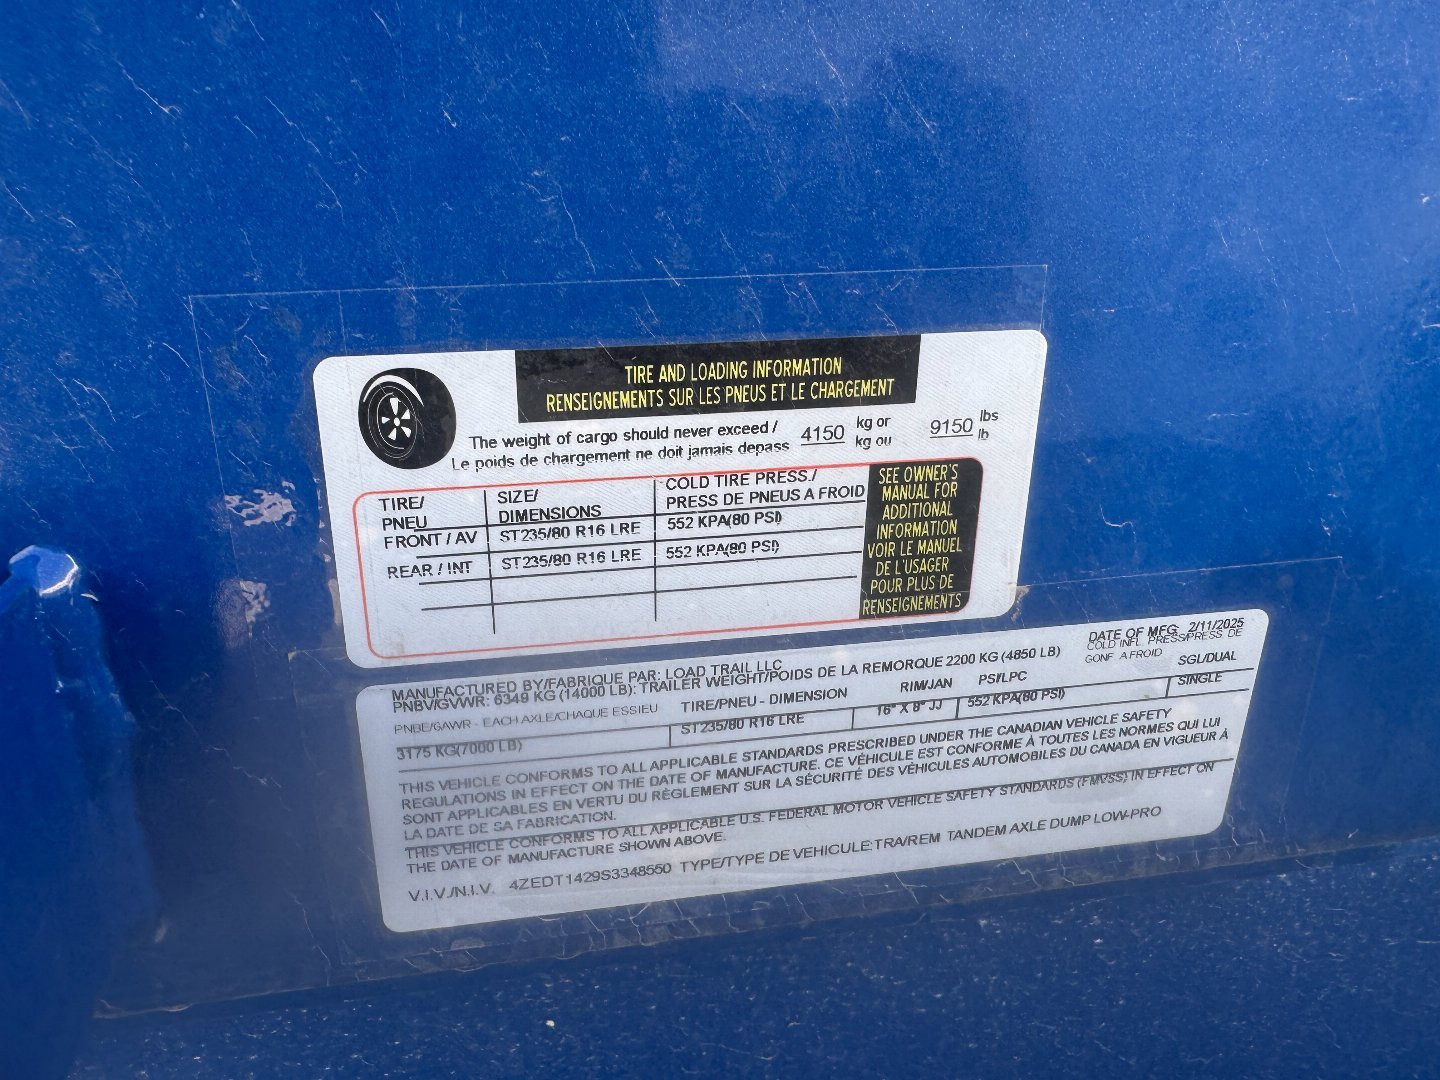 TIRE AND LOADING INFORMATION
RENSEIGNEMENTS SUR LES PNEUS ET LE CHARGEMENT
The weight of cargo should never exceed / 4150 kg or 9150 lbs
Le poids de chargement ne doit jamais depass kg ou lb
TIRE/ SIZE/ COLD TIRE PRESS./
PNEU DIMENSIONS PRESS DE PNEUS A FROID
FRONT / AV ST235/80 R16 LRE 552 KPA(80 PSI)
REAR / INT ST235/80 R16 LRE 552 KPA(80 PSI)
SEE OWNER'S
MANUAL FOR
ADDITIONAL
INFORMATION
VOIR LE MANUEL
DE L'USAGER
POUR PLUS DE
RENSEIGNEMENTS
MANUFACTURED BY/FABRIQUE PAR: LOAD TRAIL LLC DATE OF MFG: 2/11/2025
PNBV/GVWR: 6349 KG (14000 LB): TRAILER WEIGHT/POIDS DE LA REMORQUE 2200 KG (4850 LB) COLD INFL. PRESS/PRESS DE
GONF A FROID
PNBE/GAWR - EACH AXLE/CHAQUE ESSIEU TIRE/PNEU - DIMENSION RIM/JAN PSI/LPC SGL/DUAL
3175 KG(7000 LB) ST235/80 R16 LRE 16" X 8" JJ 552 KPA(80 PSI) SINGLE
THIS VEHICLE CONFORMS TO ALL APPLICABLE STANDARDS PRESCRIBED UNDER THE CANADIAN VEHICLE SAFETY
REGULATIONS IN EFFECT ON THE DATE OF MANUFACTURE. CE VÉHICULE EST CONFORME À TOUTES LES NORMES QUI LUI
SONT APPLICABLES EN VERTU DU RÈGLEMENT SUR LA SÉCURITÉ DES VÉHICULES AUTOMOBILES DU CANADA EN VIGUEUR À
LA DATE DE SA FABRICATION.
THIS VEHICLE CONFORMS TO ALL APPLICABLE U.S. FEDERAL MOTOR VEHICLE SAFETY STANDARDS (FMVSS) IN EFFECT ON
THE DATE OF MANUFACTURE SHOWN ABOVE.
V.I.V./N.I.V. 4ZEDT1429S3348550 TYPE/TYPE DE VEHICULE:TRA/REM TANDEM AXLE DUMP LOW-PRO